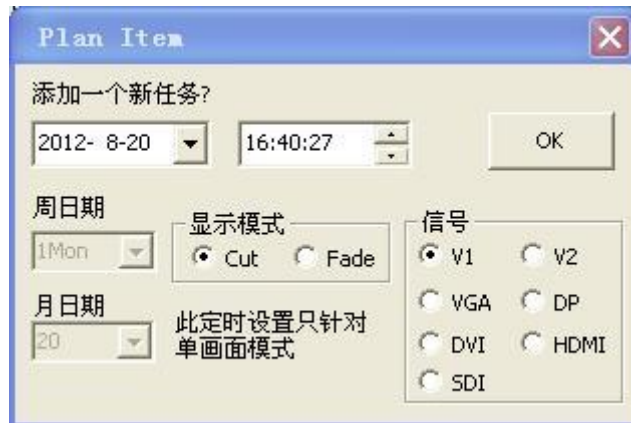 Plan Item
添加一个新任务?
2012- 8-20 16:40:27 OK
周日期
1Mon
月日期
20
显示模式
Cut Fade
此定时设置只针对
单画面模式
信号
V1 V2
VGA DP
DVI HDMI
SDI